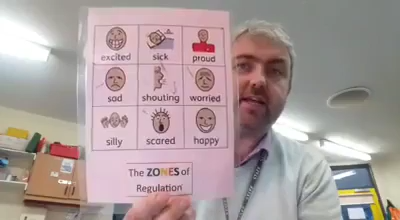 excited sick proud
sad shouting worried
silly scared happy
The ZONES of
Regulation